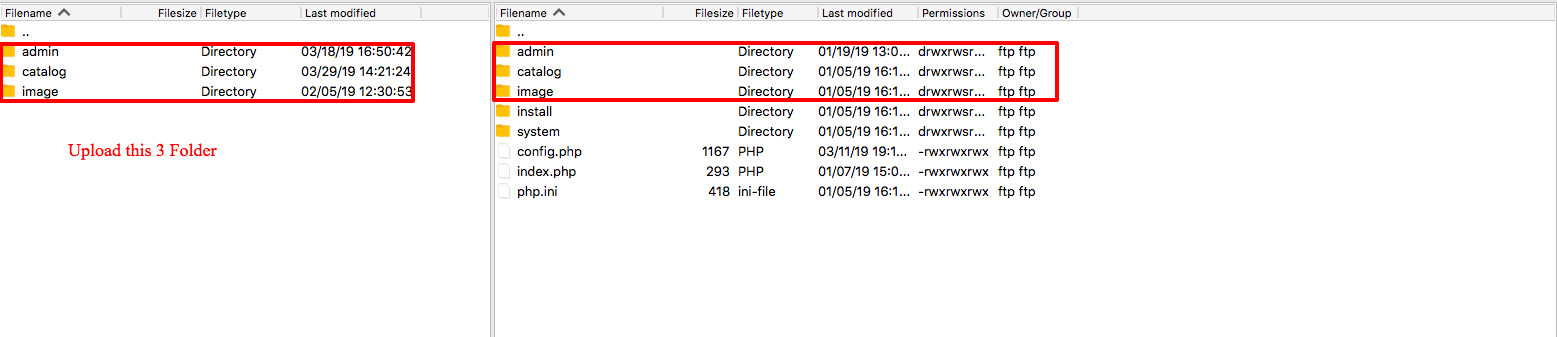 Filename Filesize Filetype Last modified
..
admin Directory 03/18/19 16:50:42
catalog Directory 03/29/19 14:21:24
image Directory 02/05/19 12:30:53
Upload this 3 Folder
Filename Filesize Filetype Last modified Permissions Owner/Group
..
admin Directory 01/19/19 13:0... drwxrwsr... ftp ftp
catalog Directory 01/05/19 16:1... drwxrwsr... ftp ftp
image Directory 01/05/19 16:1... drwxrwsr... ftp ftp
install Directory 01/05/19 16:1... drwxrwsr... ftp ftp
system Directory 01/05/19 16:1... drwxrwsr... ftp ftp
config.php 1167 PHP 03/11/19 19:1... -rwxrwxrwx ftp ftp
index.php 293 PHP 01/07/19 15:0... -rwxrwxrwx ftp ftp
php.ini 418 ini-file 01/05/19 16:1... -rwxrwxrwx ftp ftp